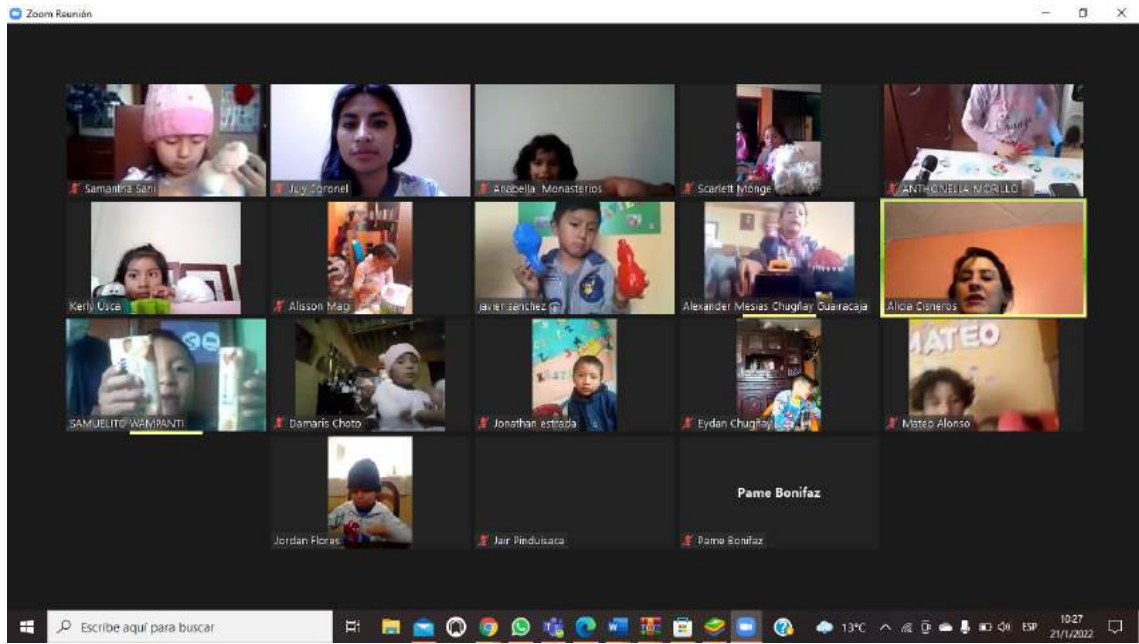 Zoom Reunión
Samantha Sani
July Coronel
Anabella Monasterios
Scarlett Monge
ANTHONELLA MORILLO
Kerly Usca
Alisson Magi
javier sanchez
Alexander Mesias Chugñay Guairacaja
Alicia Cisneros
SAMUELITO WAMPANTI
Damaris Choto
Jonathan estrada
Eydan Chugñay
MATEO
Mateo Alonso
Jordan Flores
Jair Pinduisaca
Pame Bonifaz
Pame Bonifaz
Escribe aquí para buscar
13°C
ESP
10:27
21/1/2022